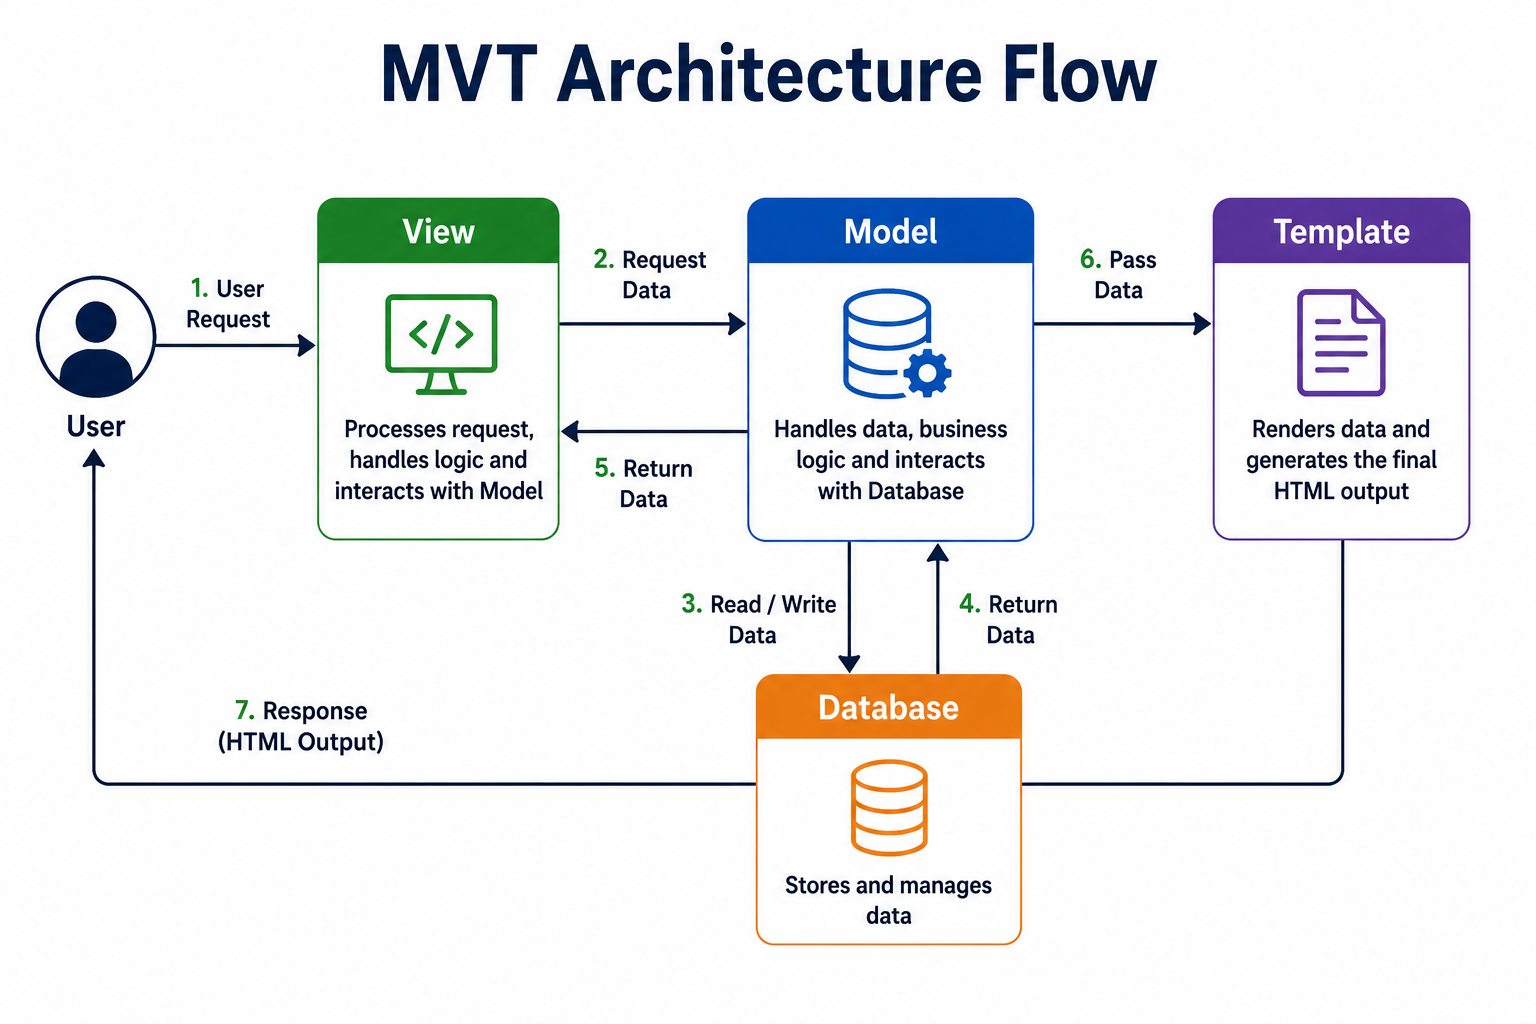 MVT Architecture Flow
1. User
Request
User
View
Processes request,
handles logic and
interacts with Model
2. Request
Data
5. Return
Data
Model
Handles data, business
logic and interacts
with Database
6. Pass
Data
Template
Renders data and
generates the final
HTML output
3. Read / Write
Data
4. Return
Data
Database
Stores and manages
data
7. Response
(HTML Output)